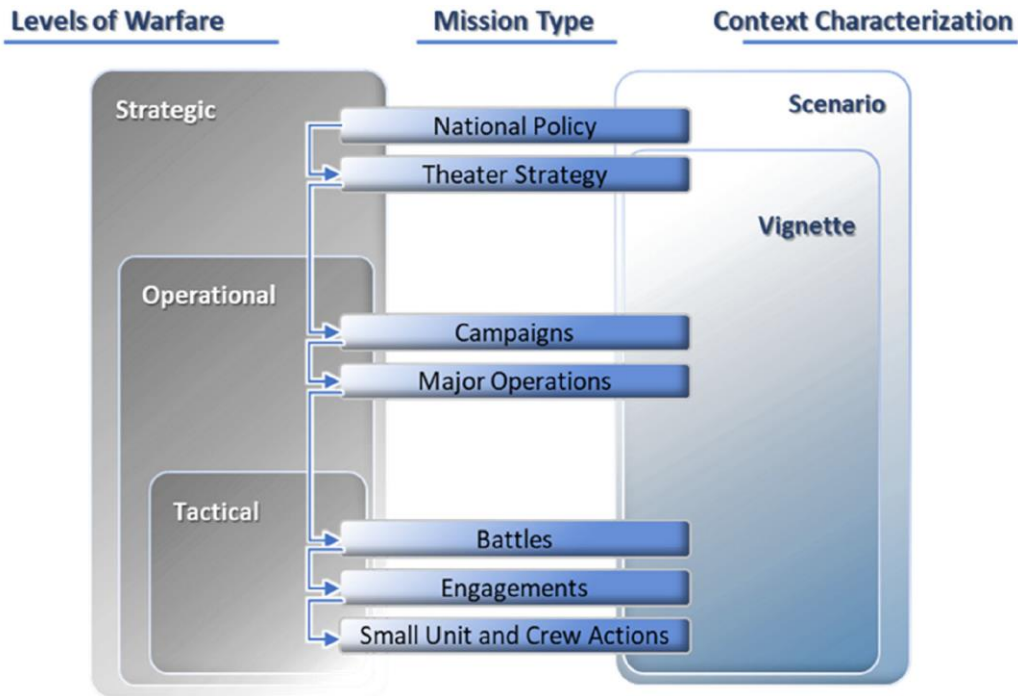 Levels of Warfare
Mission Type
Context Characterization
Strategic
Scenario
National Policy
Theater Strategy
Vignette
Operational
Campaigns
Major Operations
Tactical
Battles
Engagements
Small Unit and Crew Actions